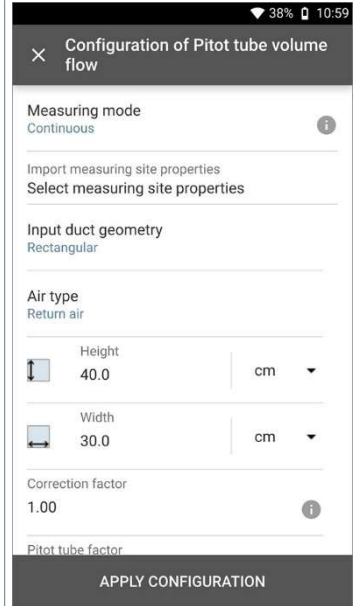 38% 10:59
Configuration of Pitot tube volume
flow
Measuring mode
Continuous
Import measuring site properties
Select measuring site properties
Input duct geometry
Rectangular
Air type
Return air
Height
40.0 cm
Width
30.0 cm
Correction factor
1.00
Pitot tube factor
APPLY CONFIGURATION